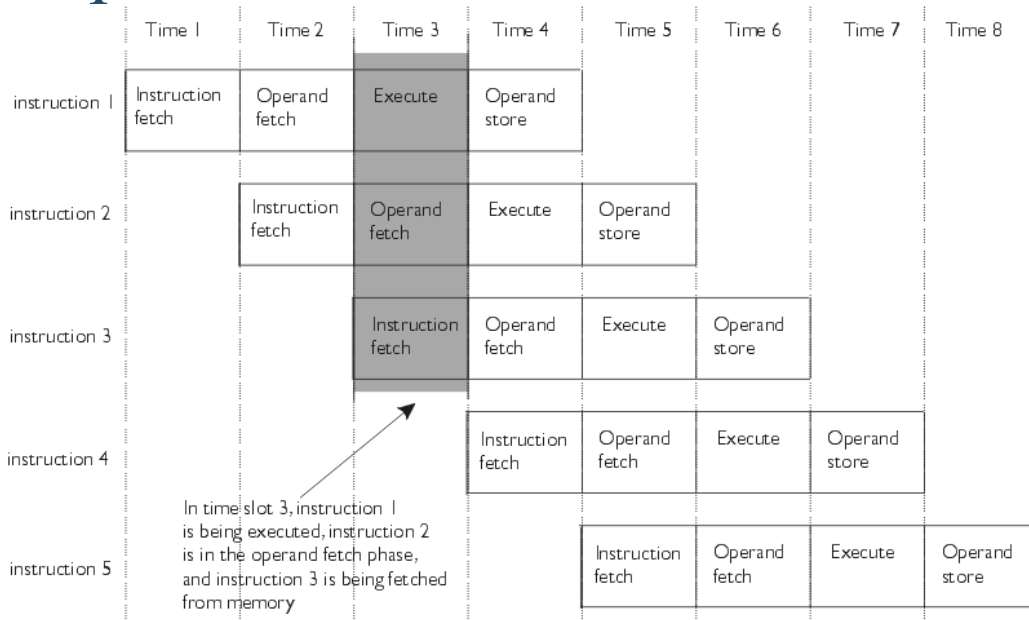 Time 1 Time 2 Time 3 Time 4 Time 5 Time 6 Time 7 Time 8
instruction 1
Instruction
fetch
Operand
fetch
Execute
Operand
store
instruction 2
Instruction
fetch
Operand
fetch
Execute
Operand
store
instruction 3
Instruction
fetch
Operand
fetch
Execute
Operand
store
instruction 4
Instruction
fetch
Operand
fetch
Execute
Operand
store
In time slot 3, instruction 1
is being executed, instruction 2
is in the operand fetch phase,
and instruction 3 is being fetched
from memory
instruction 5
Instruction
fetch
Operand
fetch
Execute
Operand
store